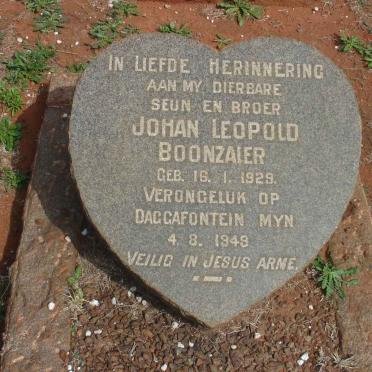 IN LIEFDE HERINNERING
AAN MY DIERBARE
SEUN EN BROER
JOHAN LEOPOLD
BOONZAIER
GEB. 16. 1. 1929.
VERONGELUK OP
DAGGAFONTEIN MYN
4. 8. 1949
VEILIG IN JESUS ARME.